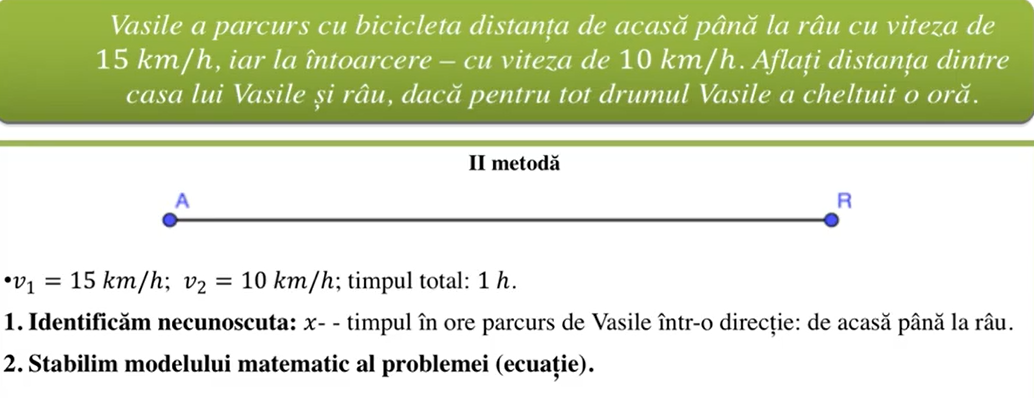 Vasile a parcurs cu bicicleta distanța de acasă până la râu cu viteza de
15 km/h, iar la întoarcere – cu viteza de 10 km/h. Aflați distanța dintre
casa lui Vasile și râu, dacă pentru tot drumul Vasile a cheltuit o oră.
II metodă
A R
•v₁ = 15 km/h; v₂ = 10 km/h; timpul total: 1 h.
1. Identificăm necunoscuta: x- - timpul în ore parcurs de Vasile într-o direcție: de acasă până la râu.
2. Stabilim modelului matematic al problemei (ecuație).